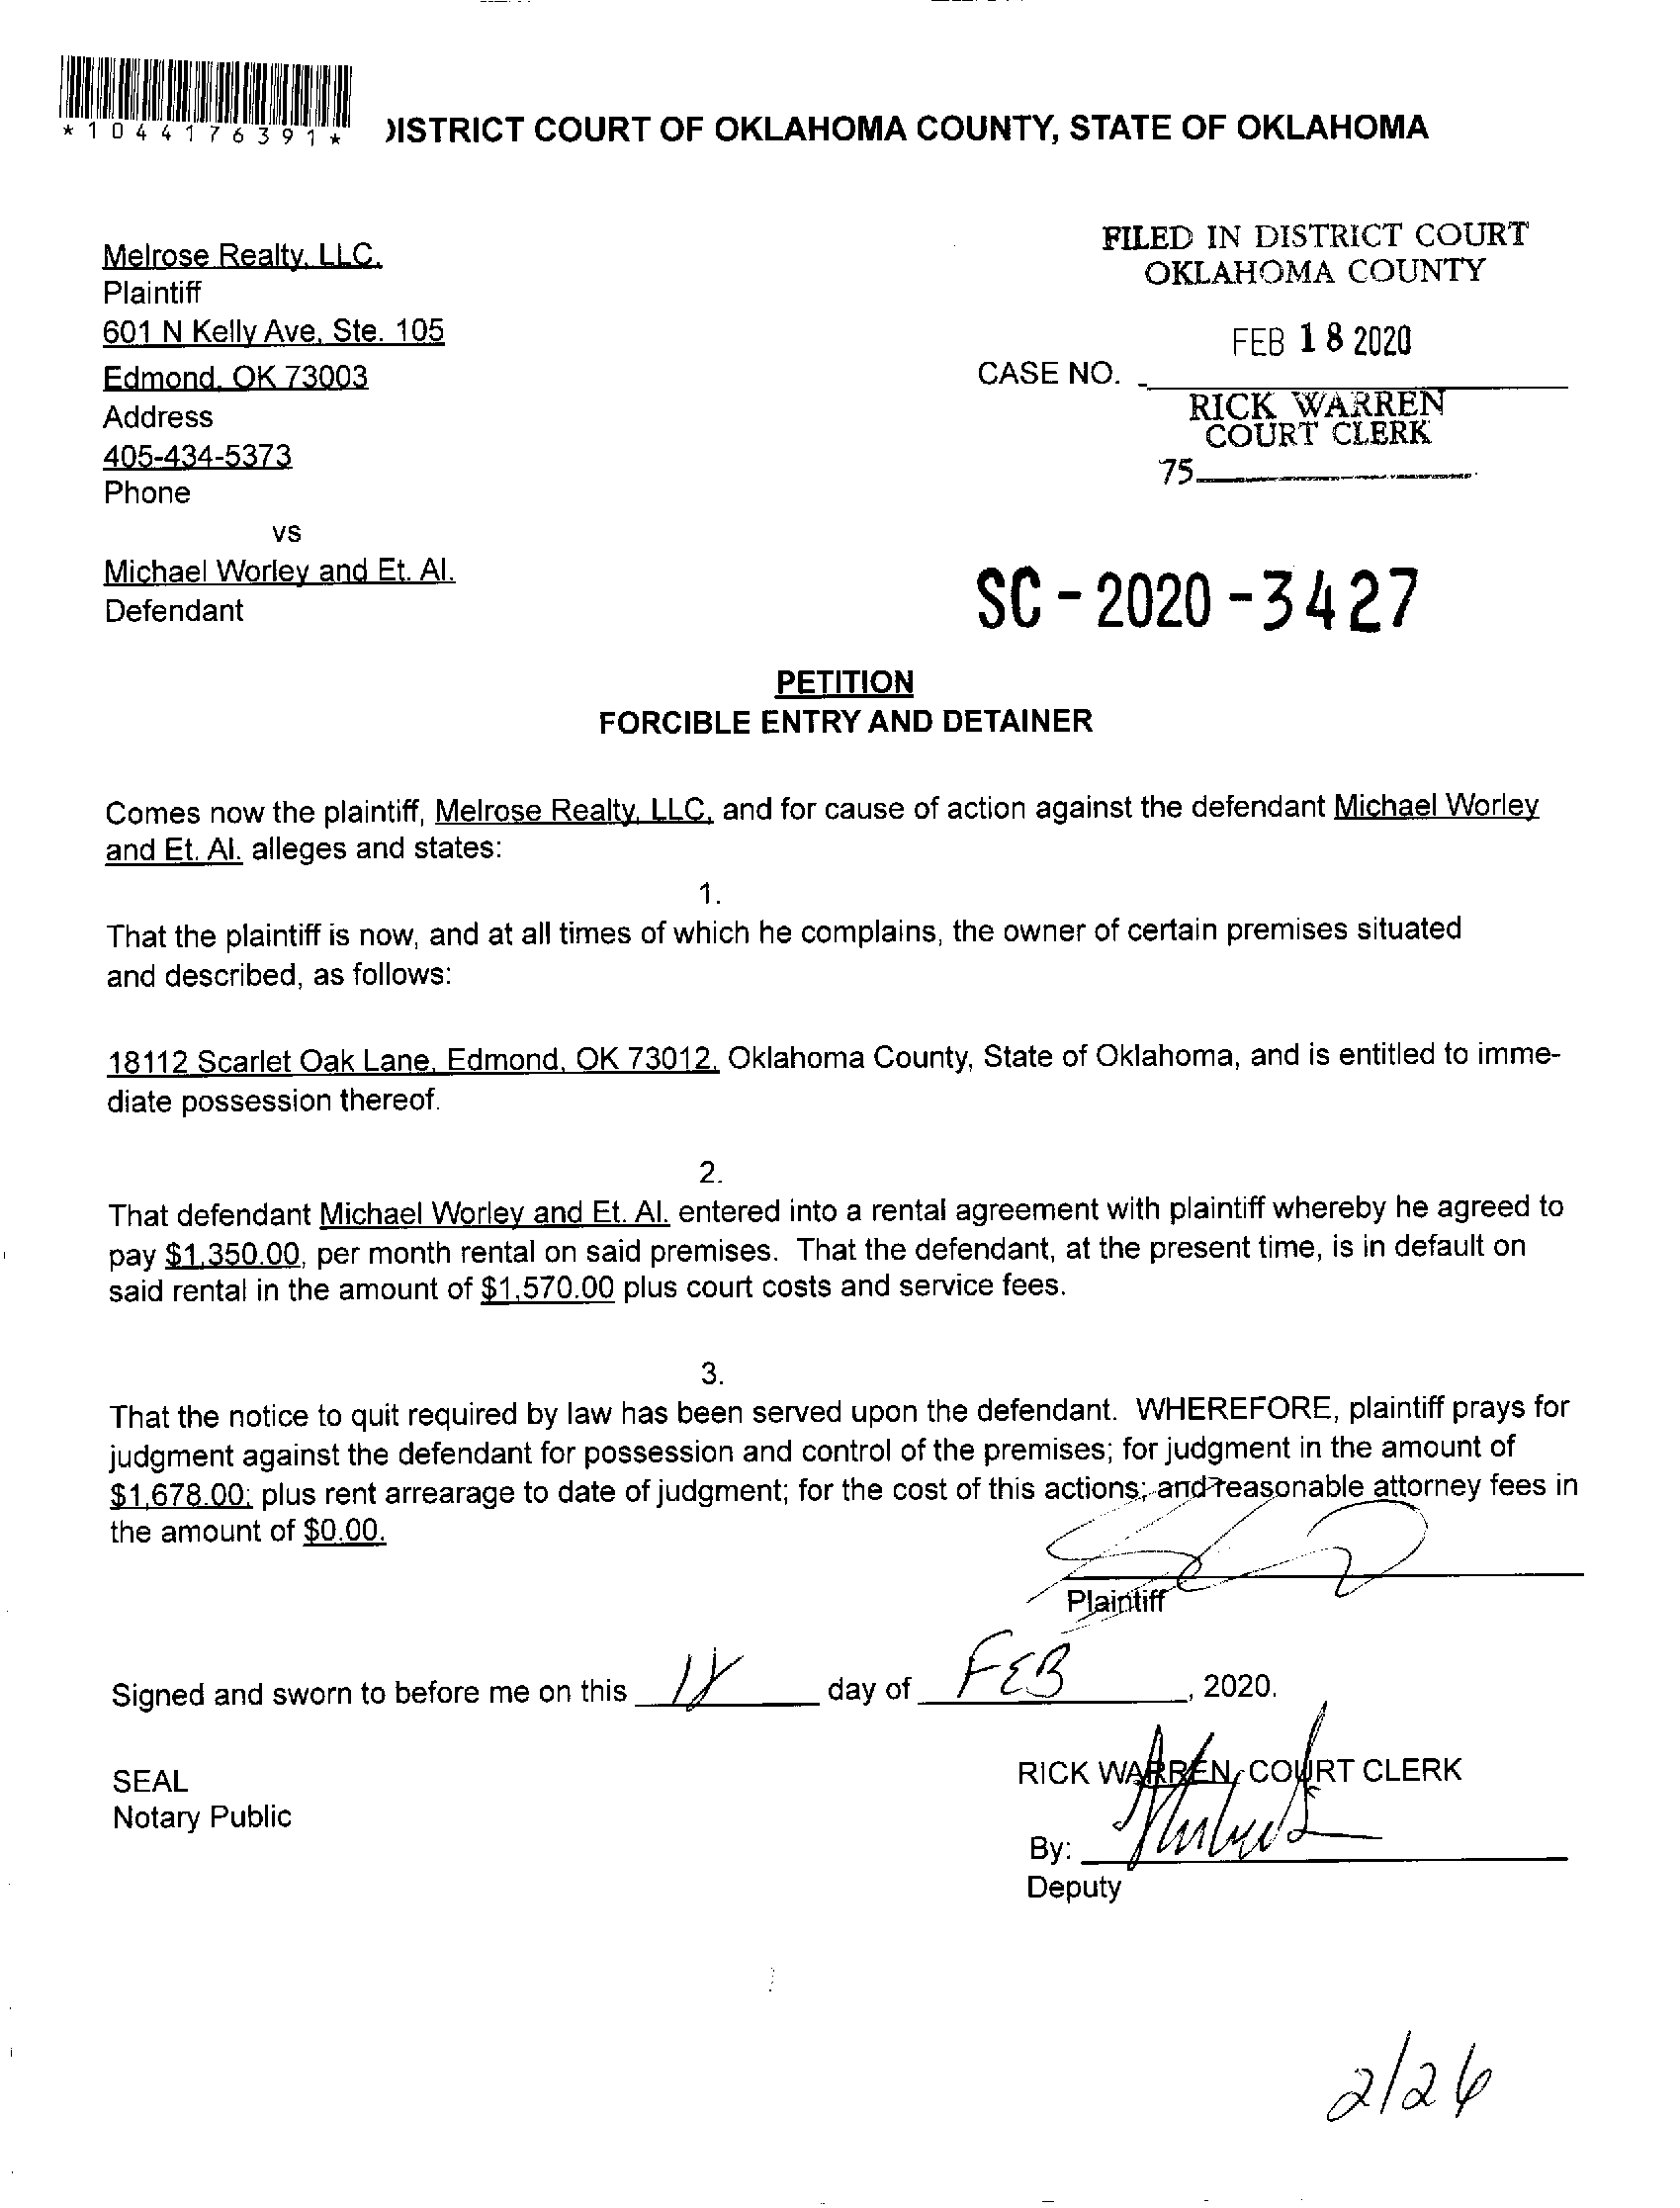 *1044176391*
DISTRICT COURT OF OKLAHOMA COUNTY, STATE OF OKLAHOMA
FILED IN DISTRICT COURT
OKLAHOMA COUNTY
FEB 18 2020
CASE NO.
RICK WARREN
COURT CLERK
75
SC-2020-3427
Melrose Realty, LLC.
Plaintiff
601 N Kelly Ave, Ste. 105
Edmond, OK 73003
Address
405-434-5373
Phone
vs
Michael Worley and Et. Al.
Defendant
PETITION
FORCIBLE ENTRY AND DETAINER
Comes now the plaintiff, Melrose Realty, LLC, and for cause of action against the defendant Michael Worley
and Et. Al. alleges and states:
1.
That the plaintiff is now, and at all times of which he complains, the owner of certain premises situated
and described, as follows:
18112 Scarlet Oak Lane, Edmond, OK 73012, Oklahoma County, State of Oklahoma, and is entitled to imme-
diate possession thereof.
2.
That defendant Michael Worley and Et. Al. entered into a rental agreement with plaintiff whereby he agreed to
pay $1,350.00, per month rental on said premises. That the defendant, at the present time, is in default on
said rental in the amount of $1,570.00 plus court costs and service fees.
3.
That the notice to quit required by law has been served upon the defendant. WHEREFORE, plaintiff prays for
judgment against the defendant for possession and control of the premises; for judgment in the amount of
$1,678.00; plus rent arrearage to date of judgment; for the cost of this actions; and reasonable attorney fees in
the amount of $0.00.
Plaintiff
Signed and sworn to before me on this 18 day of FEB, 2020.
SEAL
Notary Public
RICK WARREN, COURT CLERK
By:
Deputy
2/26